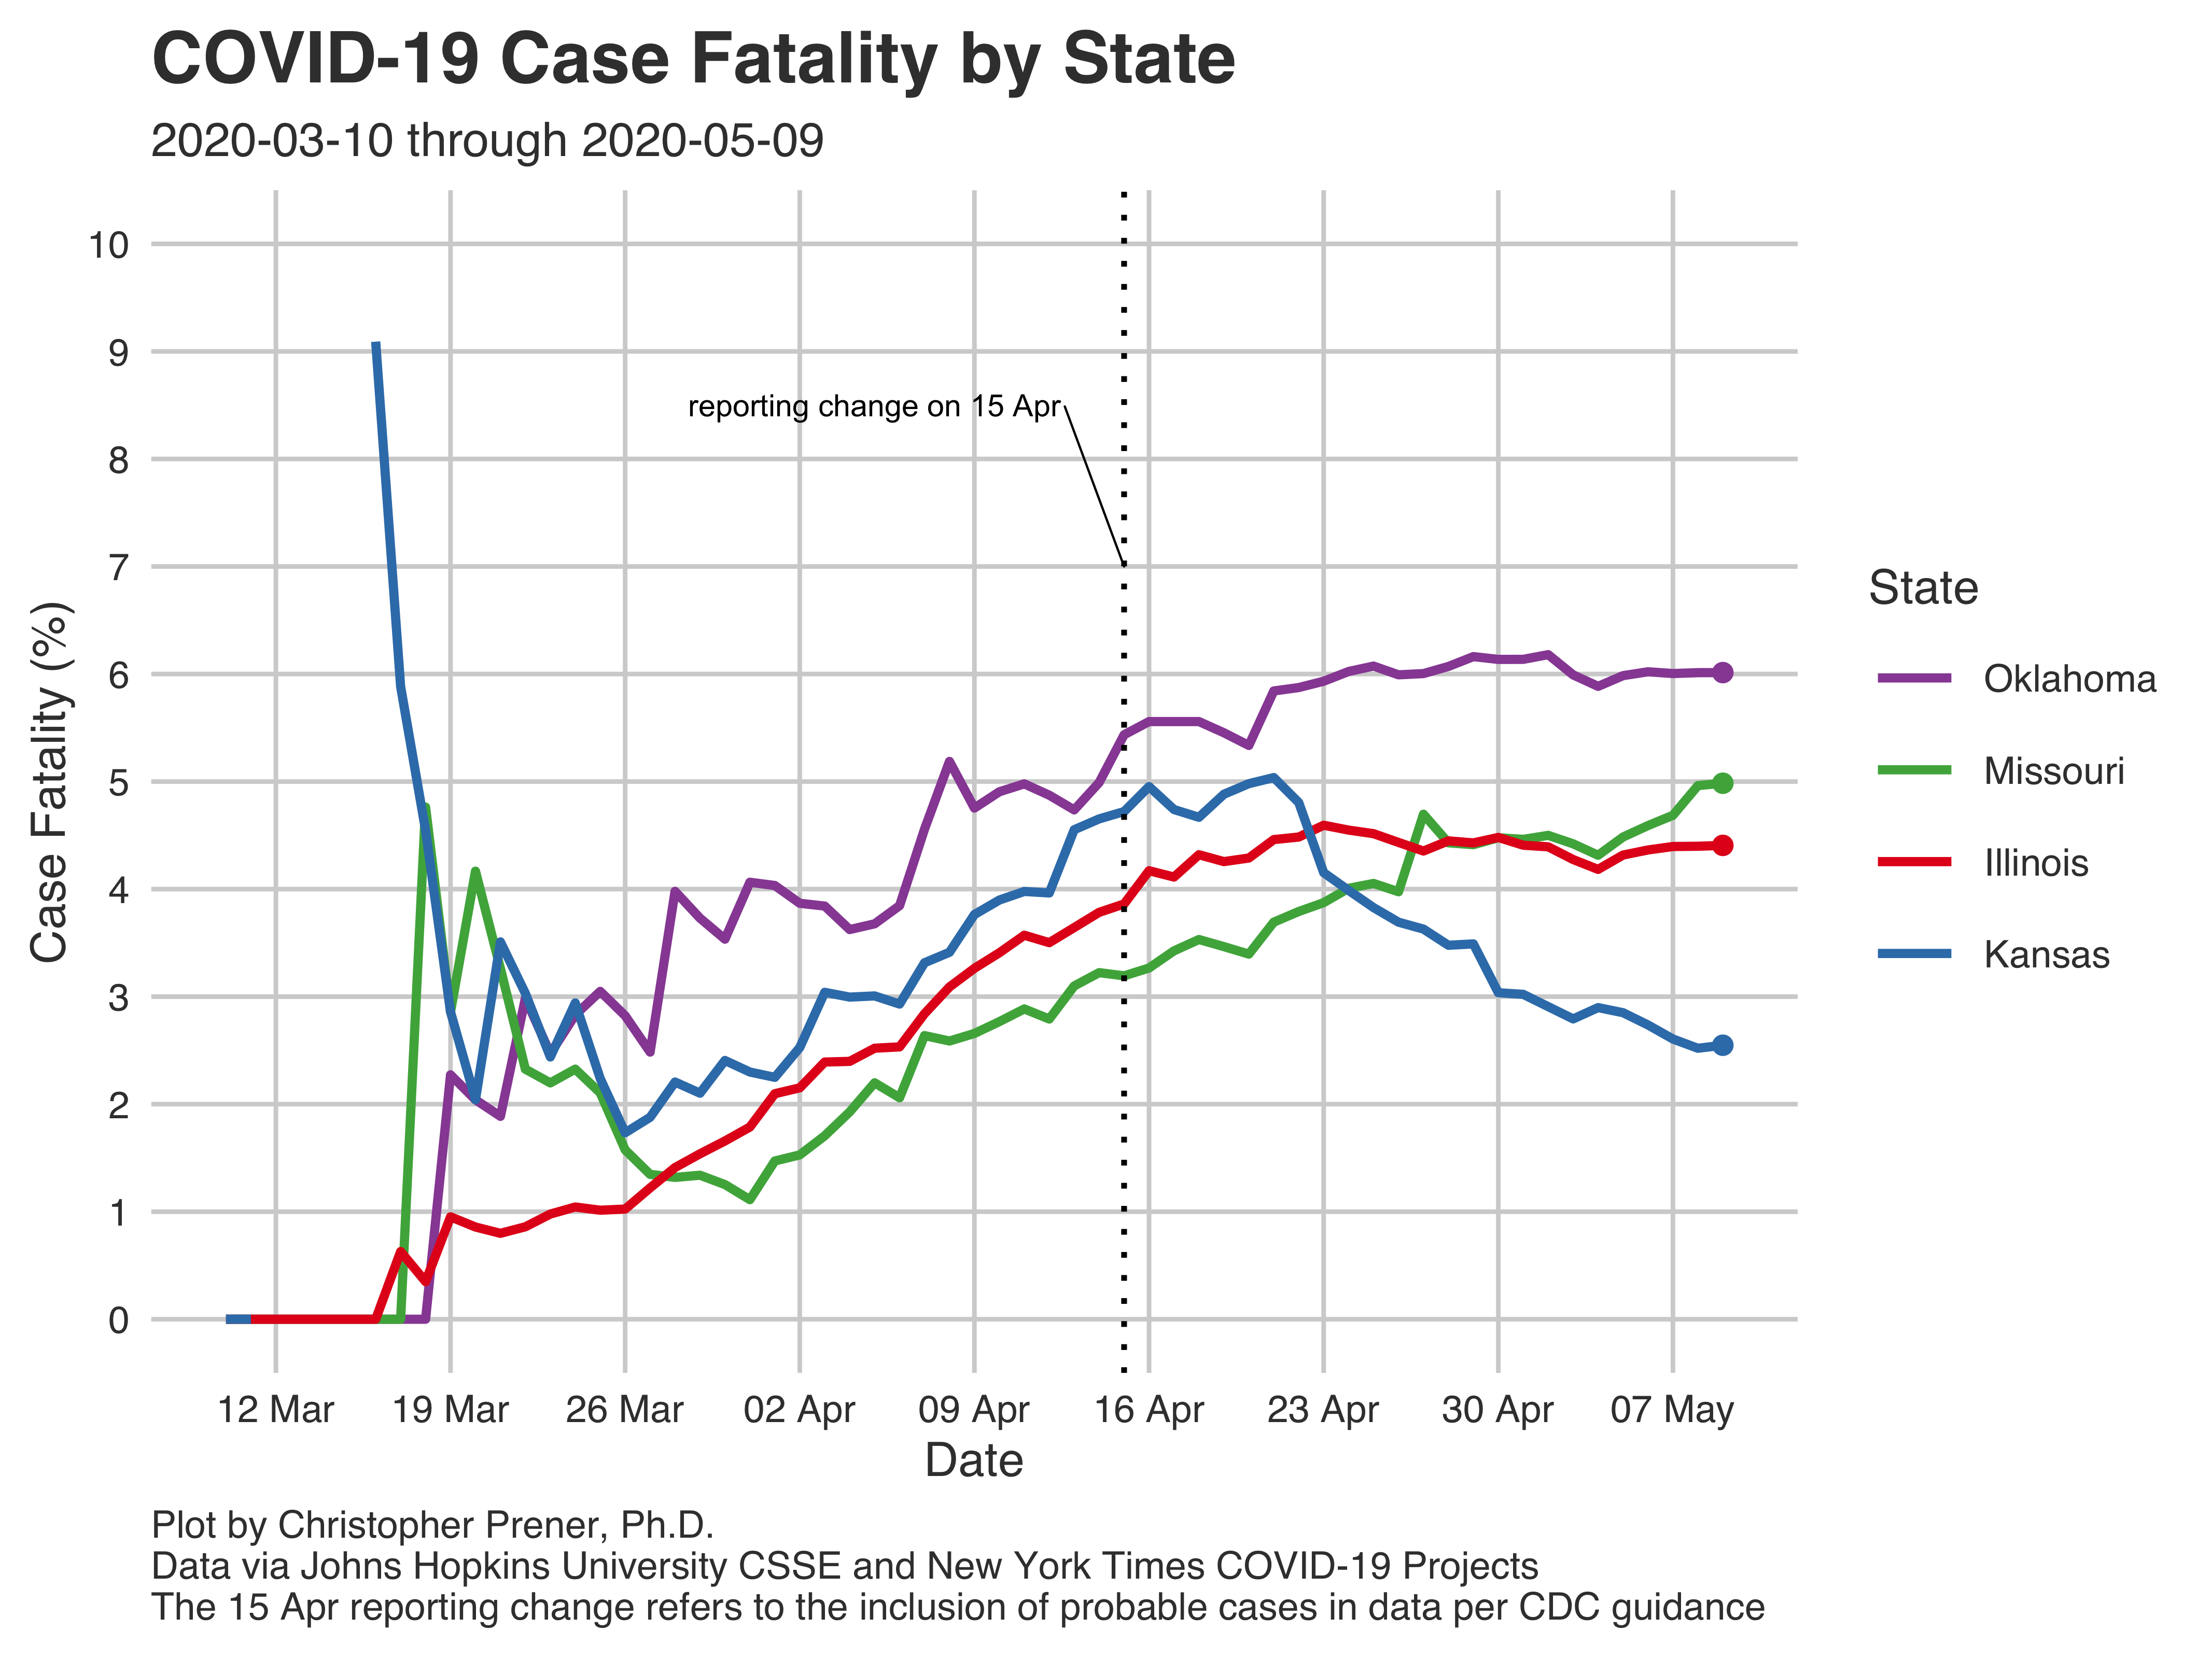 COVID-19 Case Fatality by State
2020-03-10 through 2020-05-09
10
9
8
7
6
5
4
3
2
1
0
Case Fatality (%)
reporting change on 15 Apr
12 Mar 19 Mar 26 Mar 02 Apr 09 Apr 16 Apr 23 Apr 30 Apr 07 May
Date
State
Oklahoma
Missouri
Illinois
Kansas
Plot by Christopher Prener, Ph.D.
Data via Johns Hopkins University CSSE and New York Times COVID-19 Projects
The 15 Apr reporting change refers to the inclusion of probable cases in data per CDC guidance